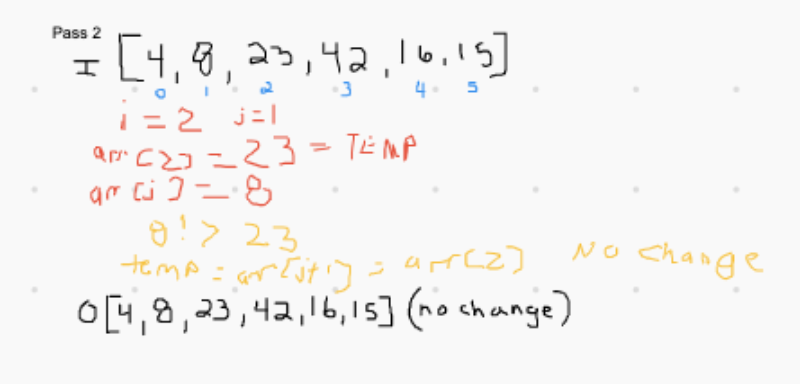 Pass 2
I [4, 8, 23, 42, 16, 15]
0 1 2 3 4 5
i = 2 j=1
arr[2] = 23 = TEMP
arr[j] = 8
8!> 23
temp = arr[j+1] = arr[2] No change
O[4, 8, 23, 42, 16, 15] (no change)